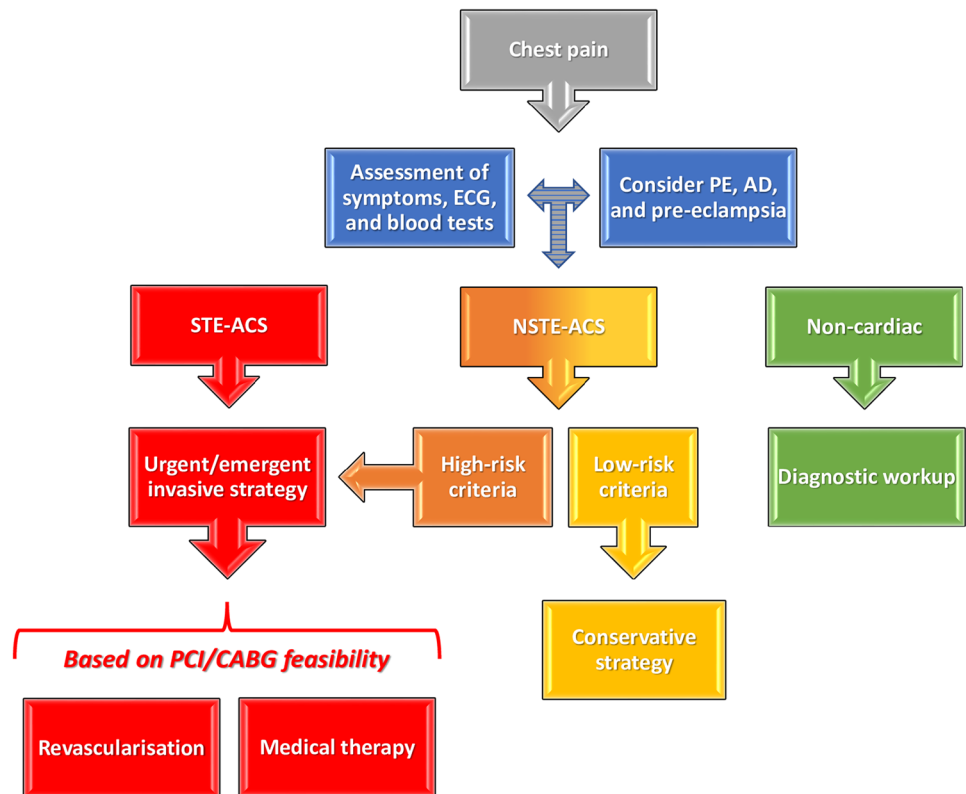 Chest pain
Assessment of
symptoms, ECG,
and blood tests
Consider PE, AD,
and pre-eclampsia
STE-ACS
NSTE-ACS
Non-cardiac
Urgent/emergent
invasive strategy
High-risk
criteria
Low-risk
criteria
Diagnostic workup
Based on PCI/CABG feasibility
Conservative
strategy
Revascularisation
Medical therapy